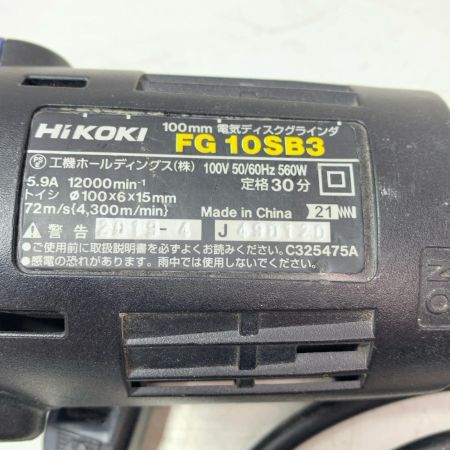 HiKOKI 100mm 電気ディスクグラインダ
FG 10SB3
工機ホールディングス(株) 100V 50/60Hz 560W
5.9A 12000min⁻¹ 定格30分
トイシ φ100×6×15mm
72m/s{4,300m/min} Made in China 21
警告 2019-4 J 490120
●ご使用前に取扱説明書を必ずよくお読みください。C325475A
●感電の恐れがあります。雨中で使用しないでください。
ON